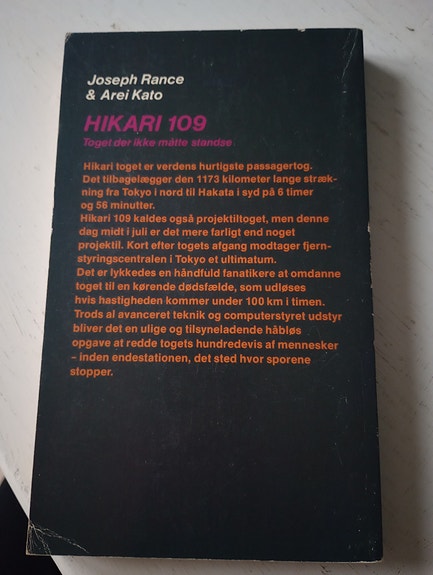 Joseph Rance
& Arei Kato
HIKARI 109
Toget der ikke måtte standse.
Hikari toget er verdens hurtigste passagertog.
Det tilbagelægger den 1173 kilometer lange stræk-
ning fra Tokyo i nord til Hakata i syd på 6 timer
og 56 minutter.
Hikari 109 kaldes også projektiltoget, men denne
dag midt i juli er det mere farligt end noget
projektil. Kort efter togets afgang modtager fjern-
styringscentralen i Tokyo et ultimatum.
Det er lykkedes en håndfuld fanatikere at omdanne
toget til en kørende dødsfælde, som udløses
hvis hastigheden kommer under 100 km i timen.
Trods al avanceret teknik og computerstyret udstyr
bliver det en ulige og tilsyneladende håbløs
opgave at redde togets hundredevis af mennesker
– inden endestationen, det sted hvor sporene
stopper.